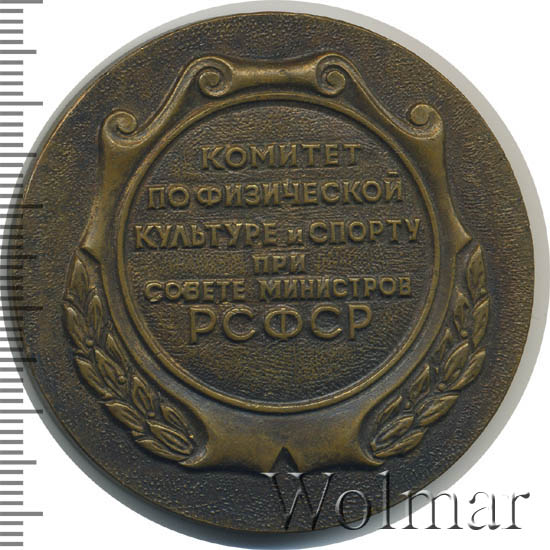 КОМИТЕТ
ПО ФИЗИЧЕСКОЙ
КУЛЬТУРЕ и СПОРТУ
ПРИ
СОВЕТЕ МИНИСТРОВ
РСФСР
Wolmar